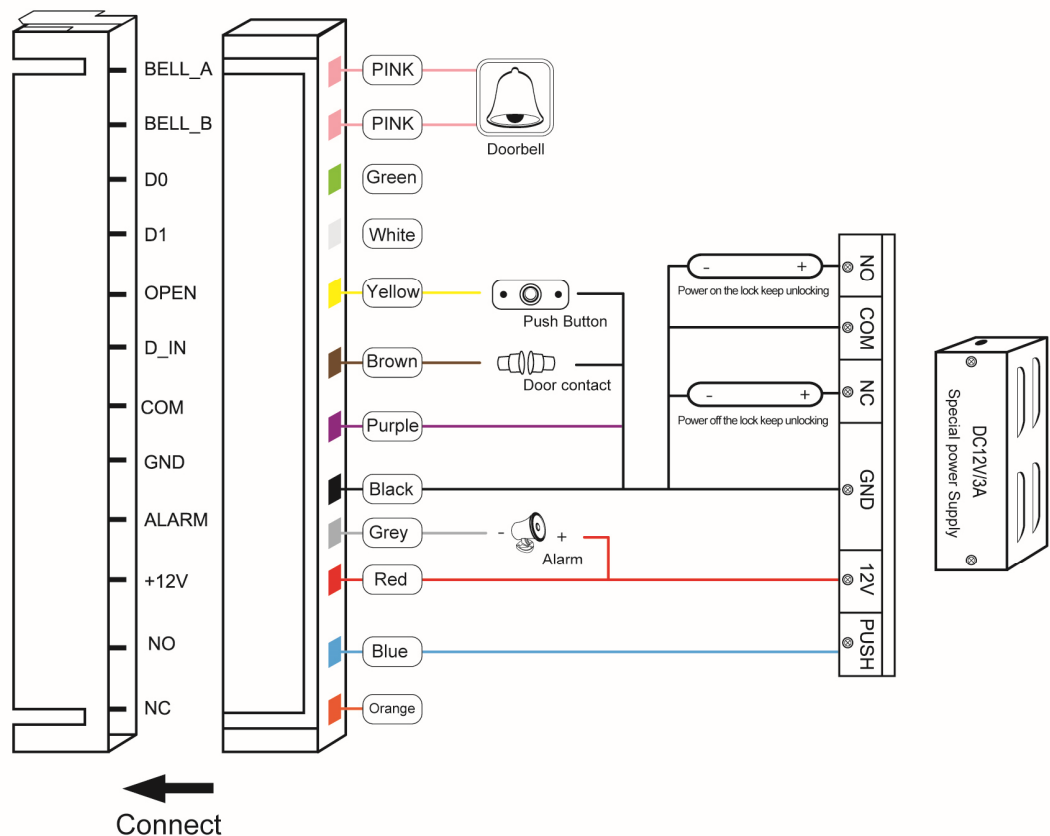 BELL_A
BELL_B
D0
D1
OPEN
D_IN
COM
GND
ALARM
+12V
NO
NC
Connect
PINK
PINK
Green
White
Yellow
Brown
Purple
Black
Grey
Red
Blue
Orange
Doorbell
Push Button
Door contact
- +
Alarm
- +
Power on the lock keep unlocking
- +
Power off the lock keep unlocking
NO
COM
NC
GND
12V
PUSH
DC12V/3A
Special power Supply